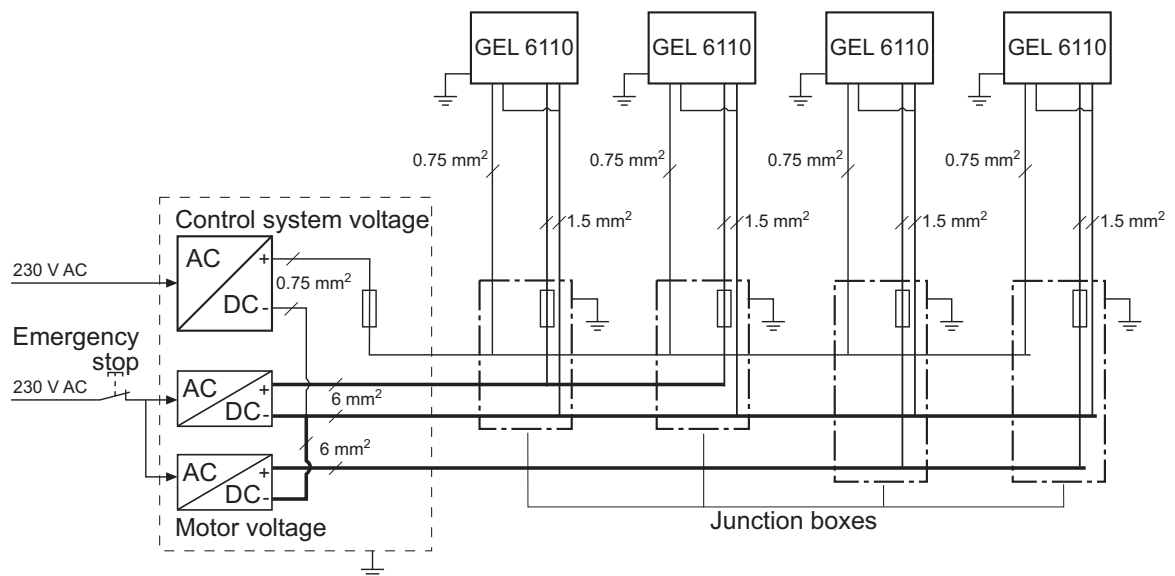 GEL 6110 GEL 6110 GEL 6110 GEL 6110
0.75 mm² 0.75 mm² 0.75 mm² 0.75 mm²
1.5 mm² 1.5 mm² 1.5 mm² 1.5 mm²
Control system voltage
230 V AC
AC
+
0.75 mm²
DC -
Emergency
stop
230 V AC
AC
+
DC -
6 mm²
6 mm²
AC
+
DC -
Motor voltage
Junction boxes